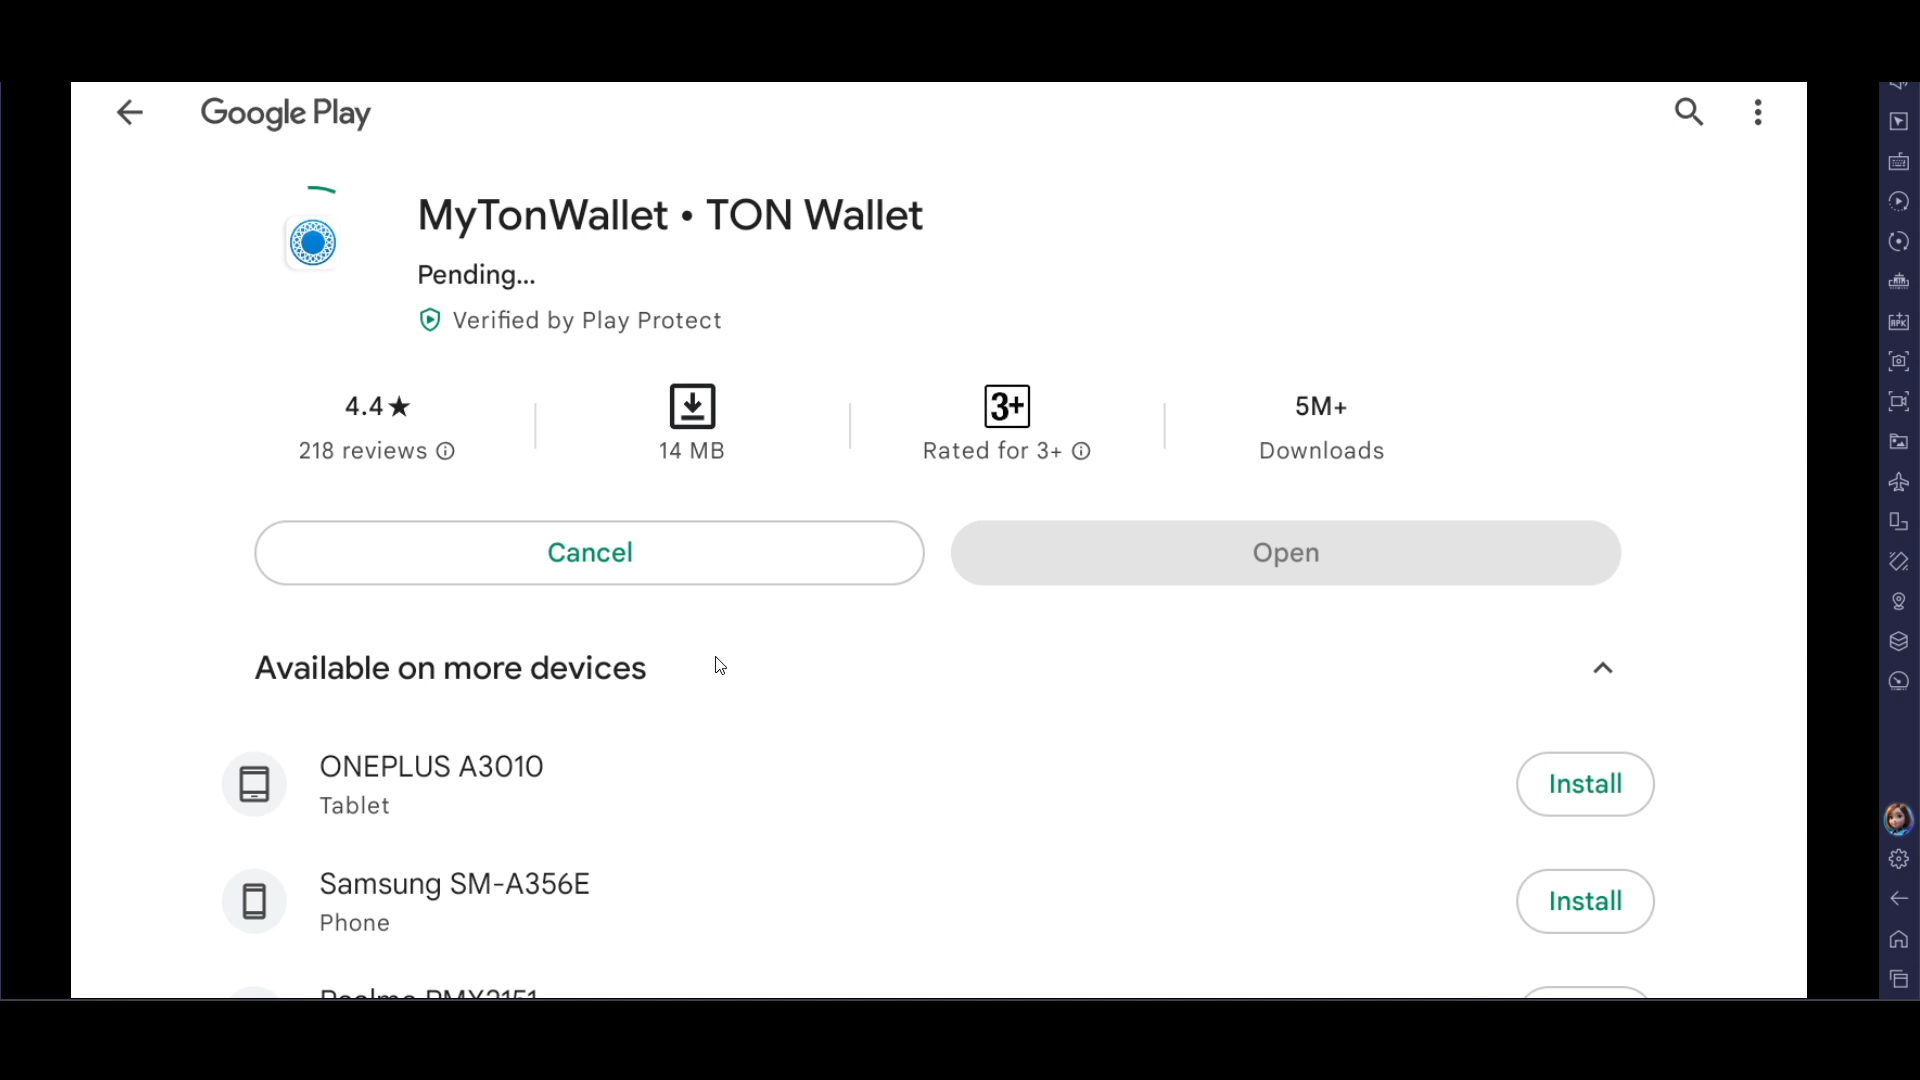 Google Play
MyTonWallet • TON Wallet
Pending...
Verified by Play Protect
4.4★
218 reviews
14 MB
3+
Rated for 3+
5M+
Downloads
Cancel
Open
Available on more devices
ONEPLUS A3010
Tablet
Install
Samsung SM-A356E
Phone
Install